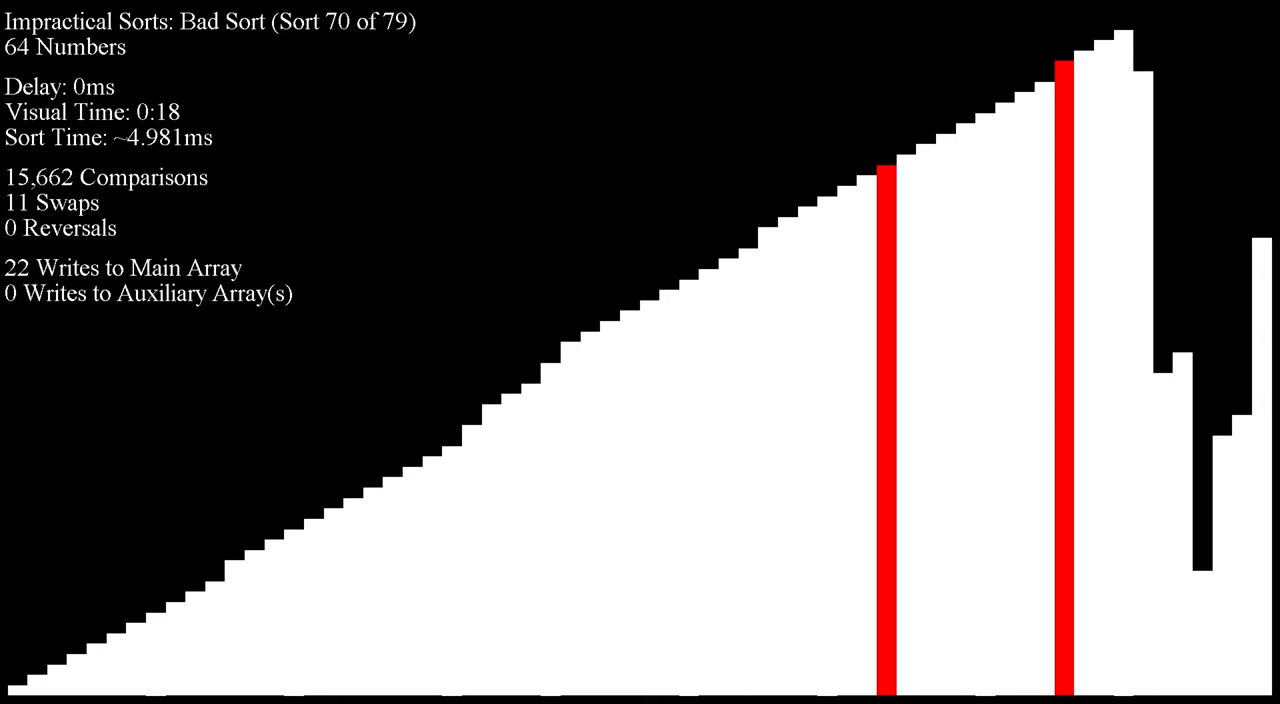 Impractical Sorts: Bad Sort (Sort 70 of 79)
64 Numbers
Delay: 0ms
Visual Time: 0:18
Sort Time: ~4.981ms
15,662 Comparisons
11 Swaps
0 Reversals
22 Writes to Main Array
0 Writes to Auxiliary Array(s)